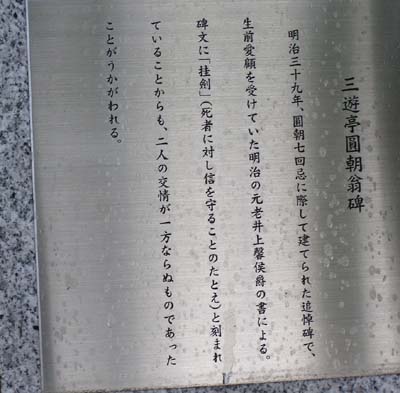 三遊亭圓朝翁碑
明治三十九年、圓朝七回忌に際して建てられた追悼碑で、
生前愛顧を受けていた明治の元老井上馨侯爵の書による。
碑文に「挂剣」(死者に対し信を守ることのたとえ)と刻まれ
ていることからも、二人の交情が一方ならぬものであった
ことがうかがわれる。